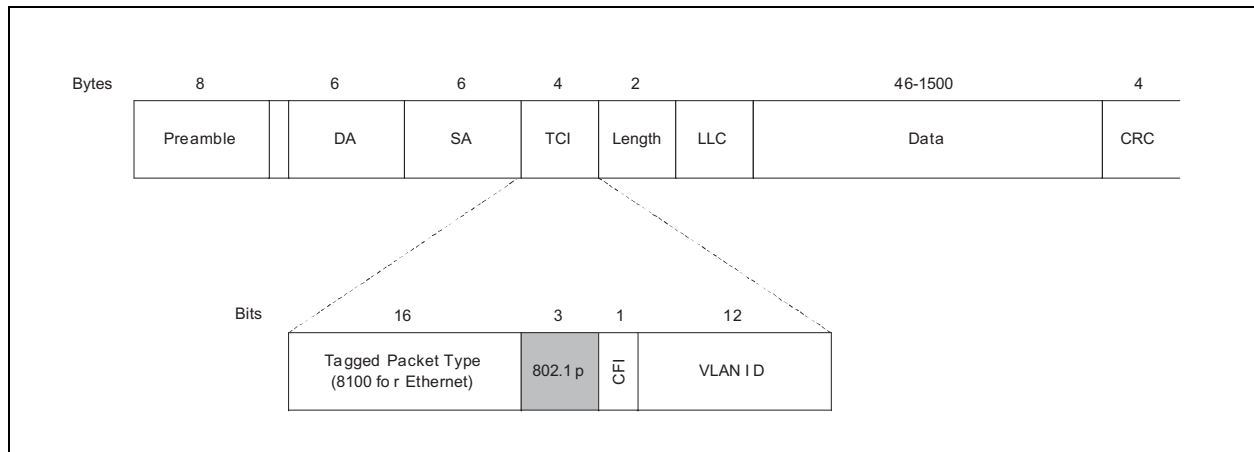 Bytes 8 6 6 4 2 46-1500 4
Preamble DA SA TCI Length LLC Data CRC
Bits 16 3 1 12
Tagged Packet Type
(8100 fo r Ethernet)
802.1 p CFI VLAN I D